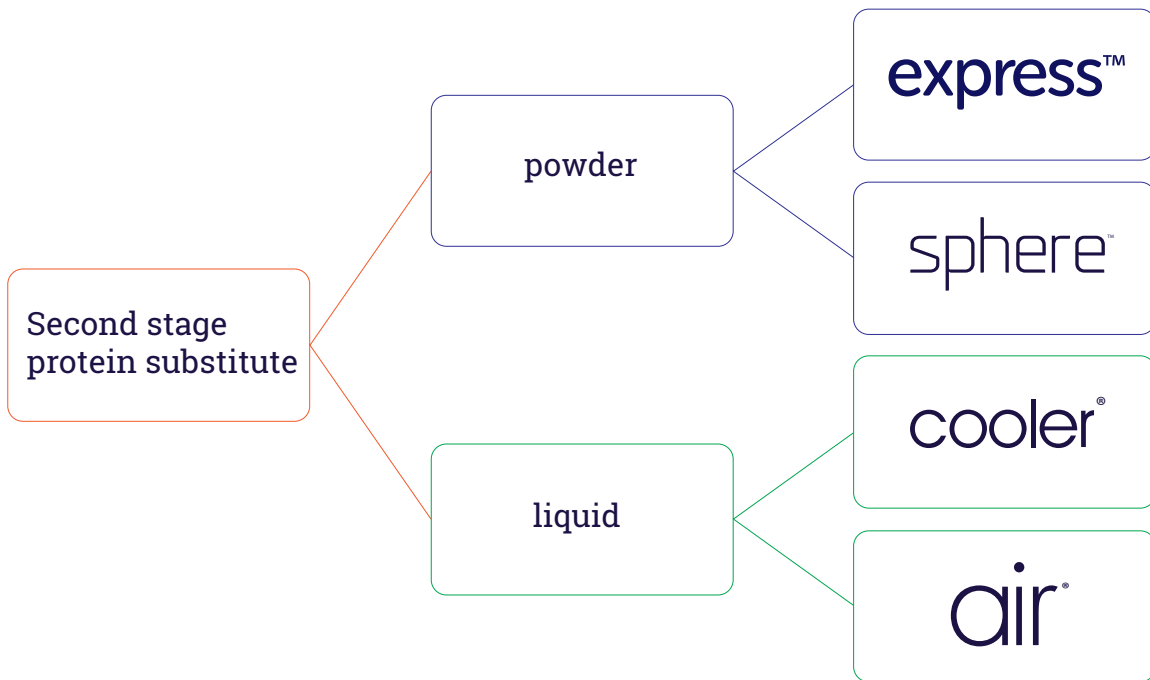 Second stage
protein substitute
powder
liquid
express™
sphere™
cooler®
air®